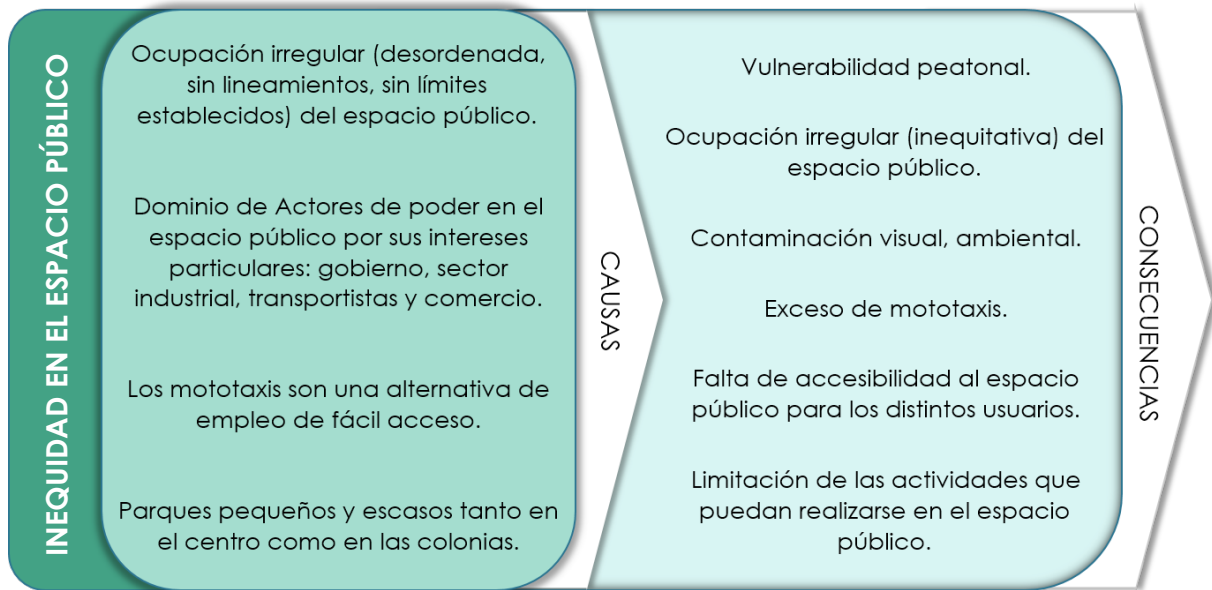 INEQUIDAD EN EL ESPACIO PÚBLICO
Ocupación irregular (desordenada,
sin lineamientos, sin límites
establecidos) del espacio público.
Dominio de Actores de poder en el
espacio público por sus intereses
particulares: gobierno, sector
industrial, transportistas y comercio.
Los mototaxis son una alternativa de
empleo de fácil acceso.
Parques pequeños y escasos tanto en
el centro como en las colonias.
CAUSAS
Vulnerabilidad peatonal.
Ocupación irregular (inequitativa) del
espacio público.
Contaminación visual, ambiental.
Exceso de mototaxis.
Falta de accesibilidad al espacio
público para los distintos usuarios.
Limitación de las actividades que
puedan realizarse en el espacio
público.
CONSECUENCIAS